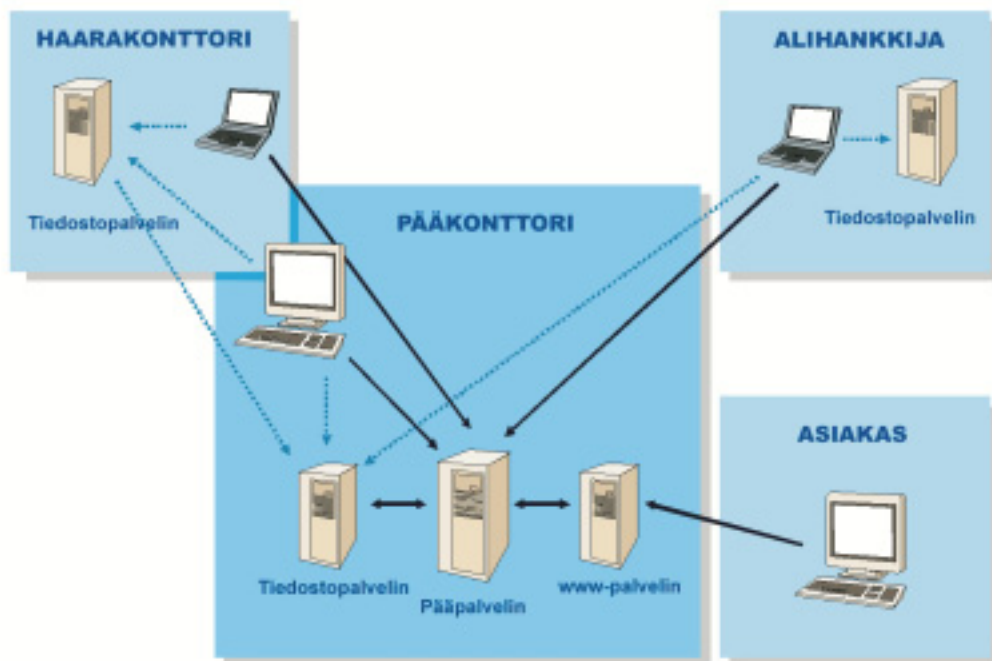 HAARAKONTTORI
ALIHANKKIJA
Tiedostopalvelin
PÄÄKONTTORI
Tiedostopalvelin
ASIAKAS
Tiedostopalvelin
Pääpalvelin
www-palvelin